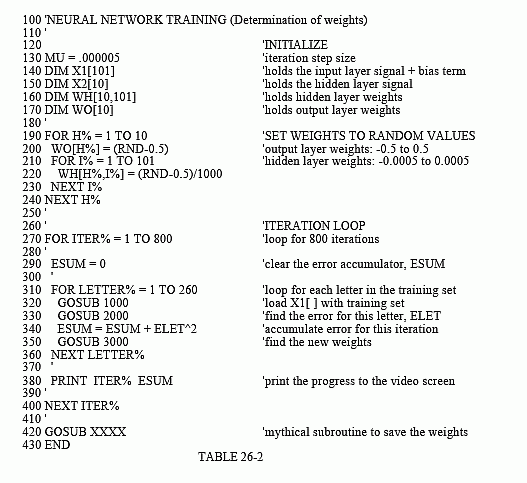 100 'NEURAL NETWORK TRAINING (Determination of weights)
110 '
120 'INITIALIZE
130 MU = .000005 'iteration step size
140 DIM X1[101] 'holds the input layer signal + bias term
150 DIM X2[10] 'holds the hidden layer signal
160 DIM WH[10,101] 'holds hidden layer weights
170 DIM WO[10] 'holds output layer weights
180 '
190 FOR H% = 1 TO 10 'SET WEIGHTS TO RANDOM VALUES
200 WO[H%] = (RND-0.5) 'output layer weights: -0.5 to 0.5
210 FOR I% = 1 TO 101 'hidden layer weights: -0.0005 to 0.0005
220 WH[H%,I%] = (RND-0.5)/1000
230 NEXT I%
240 NEXT H%
250 '
260 ' 'ITERATION LOOP
270 FOR ITER% = 1 TO 800 'loop for 800 iterations
280 '
290 ESUM = 0 'clear the error accumulator, ESUM
300 '
310 FOR LETTER% = 1 TO 260 'loop for each letter in the training set
320 GOSUB 1000 'load X1[ ] with training set
330 GOSUB 2000 'find the error for this letter, ELET
340 ESUM = ESUM + ELET^2 'accumulate error for this iteration
350 GOSUB 3000 'find the new weights
360 NEXT LETTER%
370 '
380 PRINT ITER% ESUM 'print the progress to the video screen
390 '
400 NEXT ITER%
410 '
420 GOSUB XXXX 'mythical subroutine to save the weights
430 END
TABLE 26-2